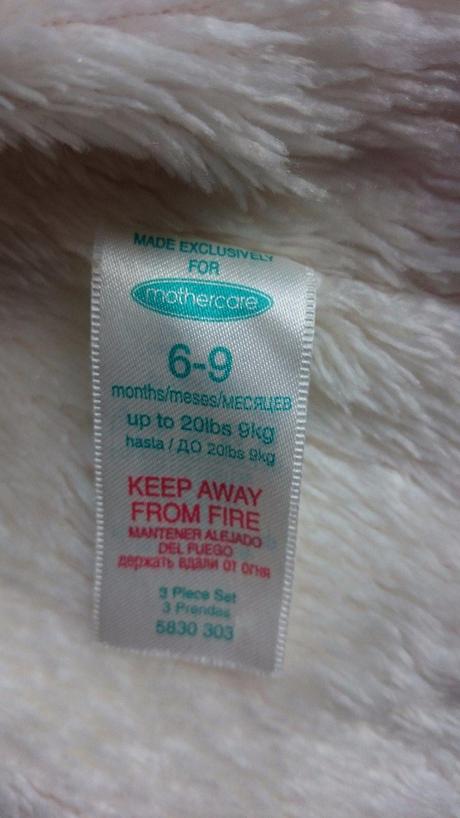 MADE EXCLUSIVELY
FOR
mothercare
6-9
months/meses/МЕСЯЦЕВ
up to 20lbs 9kg
hasta / ДО 20lbs 9kg
KEEP AWAY
FROM FIRE
MANTENER ALEJADO
DEL FUEGO
держать вдали от огня
3 Piece Set
3 Prendas
5830 303